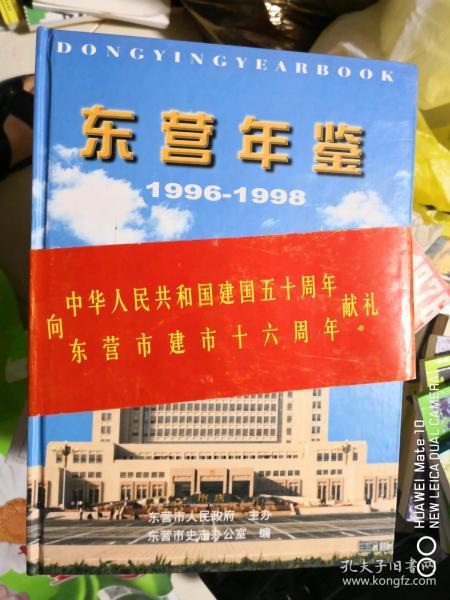 DONGYINGYEARBOOK
东营年鉴
1996-1998
向
中华人民共和国建国五十周年
东营市建市十六周年
献礼
东营市人民政府 主办
东营市史志办公室 编
HUAWEI Mate 10
NEW LEICA DUAL CAMERA
孔夫子旧书网
www.kongfz.com